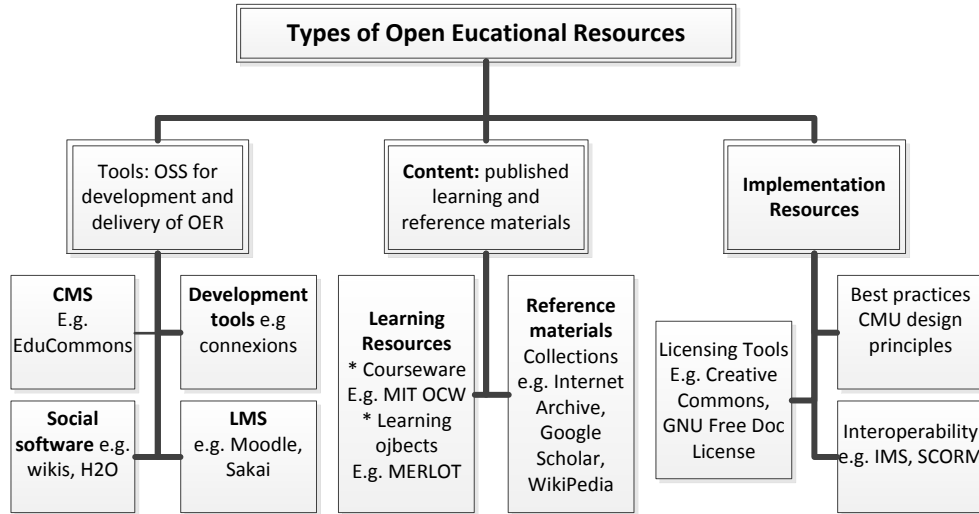 Types of Open Eucational Resources
Tools: OSS for
development and
delivery of OER
CMS
E.g.
EduCommons
Development
tools e.g
connexions
Social
software e.g.
wikis, H2O
LMS
e.g. Moodle,
Sakai
Content: published
learning and
reference materials
Learning
Resources
* Courseware
E.g. MIT OCW
* Learning
ojbects
E.g. MERLOT
Reference
materials
Collections
e.g. Internet
Archive,
Google
Scholar,
WikiPedia
Implementation
Resources
Licensing Tools
E.g. Creative
Commons,
GNU Free Doc
License
Best practices
CMU design
principles
Interoperability
e.g. IMS, SCORM